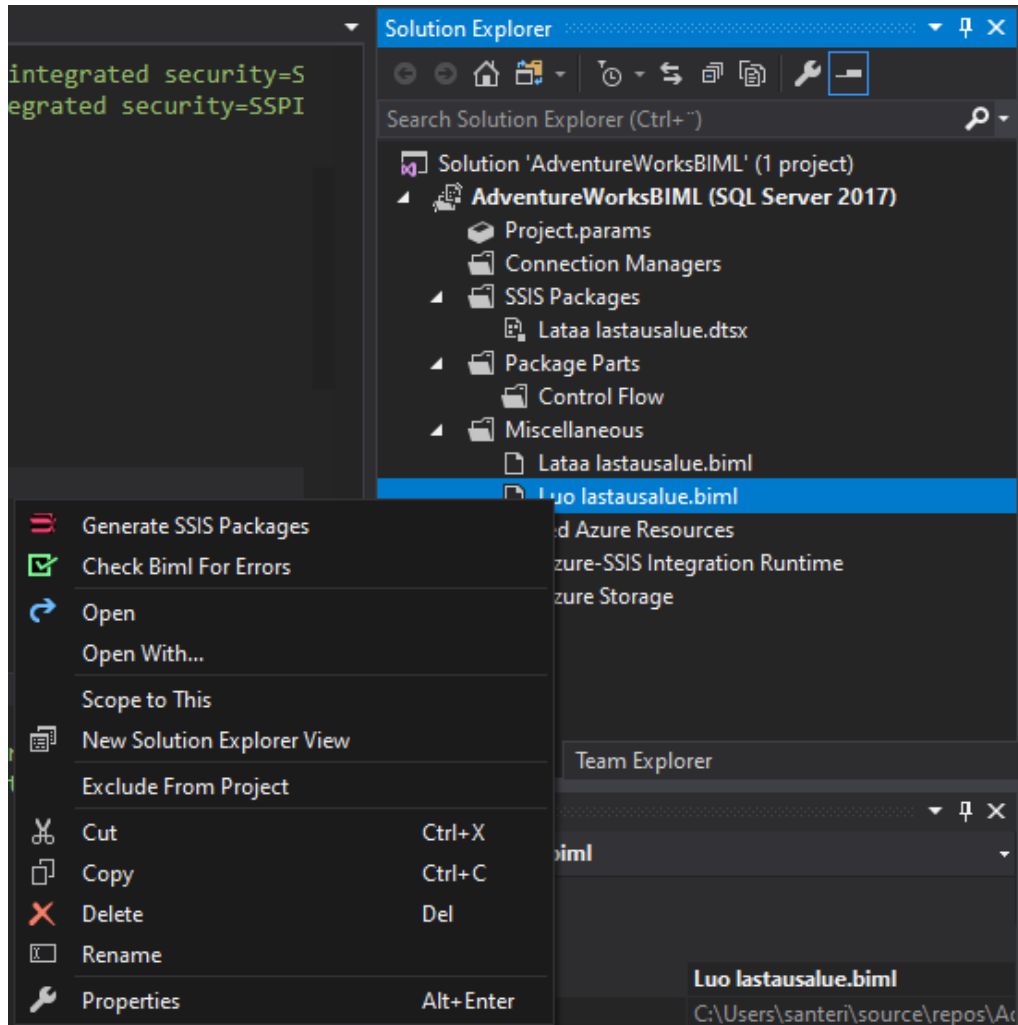 integrated security=S
egrated security=SSPI
Solution Explorer
Search Solution Explorer (Ctrl+¨)
Solution 'AdventureWorksBIML' (1 project)
AdventureWorksBIML (SQL Server 2017)
Project.params
Connection Managers
SSIS Packages
Lataa lastausalue.dtsx
Package Parts
Control Flow
Miscellaneous
Lataa lastausalue.biml
Luo lastausalue.biml
d Azure Resources
zure-SSIS Integration Runtime
zure Storage
Generate SSIS Packages
Check Biml For Errors
Open
Open With...
Scope to This
New Solution Explorer View
Exclude From Project
Cut Ctrl+X
Copy Ctrl+C
Delete Del
Rename
Properties Alt+Enter
Team Explorer
biml
Luo lastausalue.biml
C:\Users\santeri\source\repos\Ad